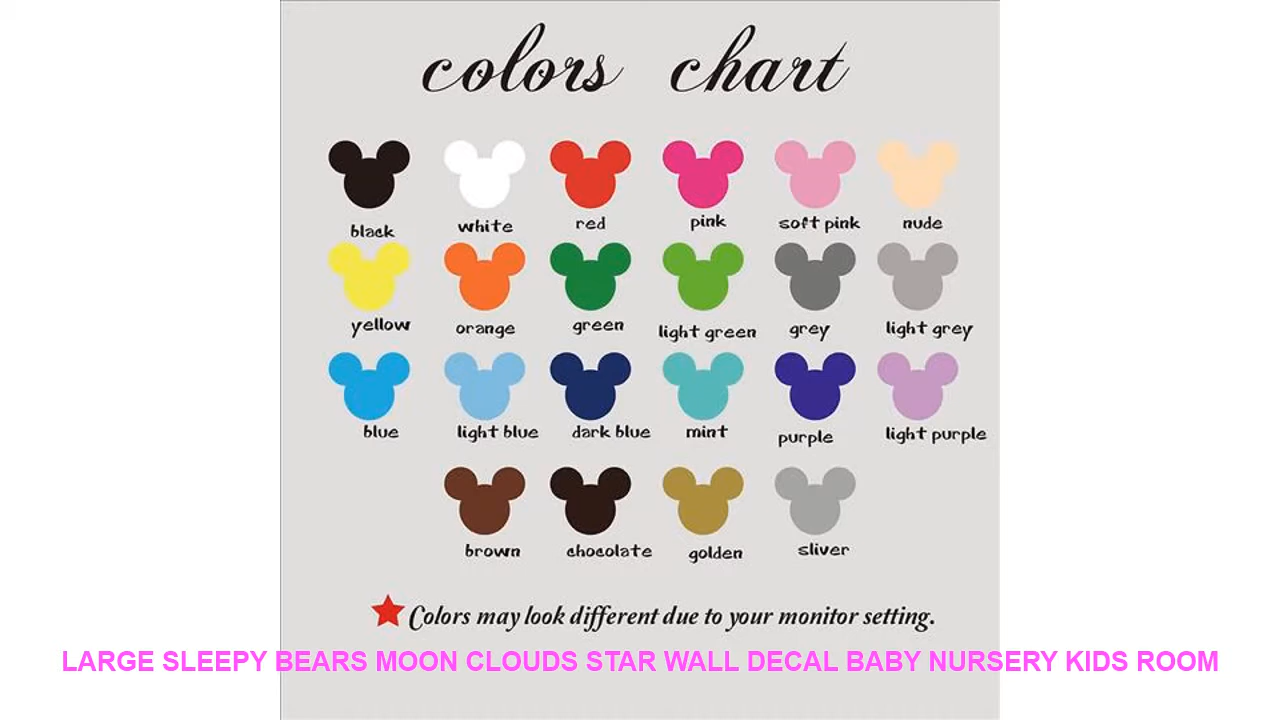 colors chart
black white red pink soft pink nude
yellow orange green light green grey light grey
blue light blue dark blue mint purple light purple
brown chocolate golden sliver
Colors may look different due to your monitor setting.
LARGE SLEEPY BEARS MOON CLOUDS STAR WALL DECAL BABY NURSERY KIDS ROOM